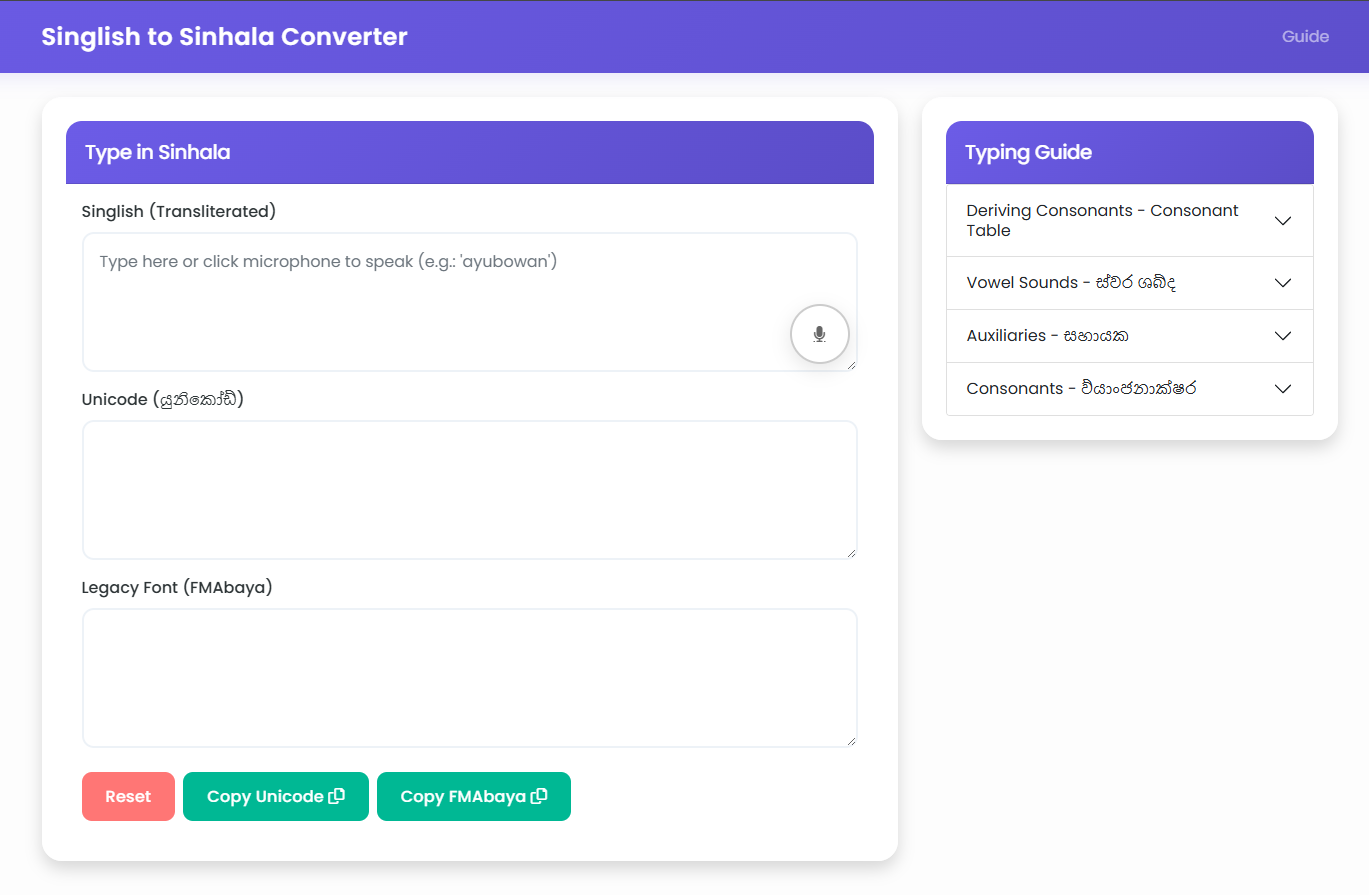 Singlish to Sinhala Converter
Guide
Type in Sinhala
Singlish (Transliterated)
Type here or click microphone to speak (e.g.: 'ayubowan')
Unicode (යුනිකෝඩ්)
Legacy Font (FMAbaya)
Reset
Copy Unicode
Copy FMAbaya
Typing Guide
Deriving Consonants - Consonant
Table
Vowel Sounds - ස්වර ශබ්ද
Auxiliaries - සහායක
Consonants - ව්යාංජනාක්ෂර